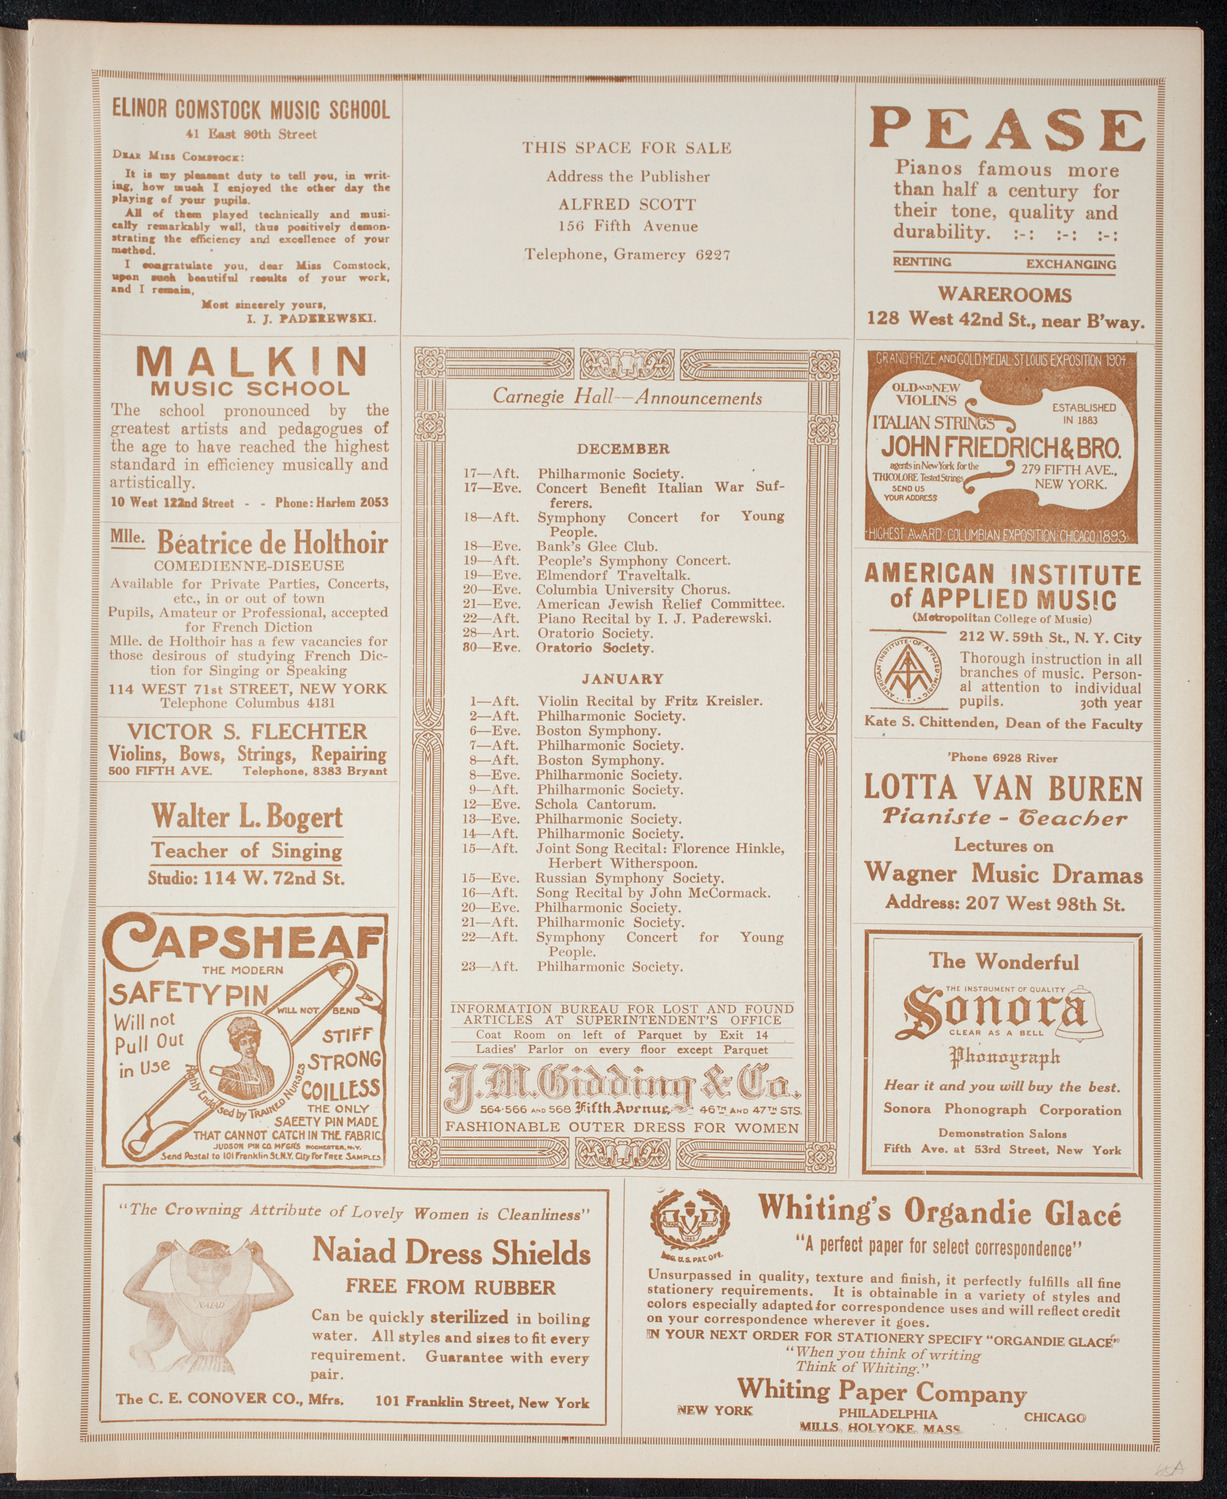 ELINOR COMSTOCK MUSIC SCHOOL
41 East 80th Street
DEAR MISS COMSTOCK:
It is my pleasant duty to tell you, in writ-
ing, how much I enjoyed the other day the
playing of your pupils.
All of them played technically and musi-
cally remarkably well, thus positively demon-
strating the efficiency and excellence of your
method.
I congratulate you, dear Miss Comstock,
upon such beautiful results of your work,
and I remain,
Most sincerely yours,
I. J. PADEREWSKI.
MALKIN
MUSIC SCHOOL
The school pronounced by the
greatest artists and pedagogues of
the age to have reached the highest
standard in efficiency musically and
artistically.
10 West 122nd Street - - Phone: Harlem 2053
Mlle. Béatrice de Holthoir
COMEDIENNE-DISEUSE
Available for Private Parties, Concerts,
etc., in or out of town
Pupils, Amateur or Professional, accepted
for French Diction
Mlle. de Holthoir has a few vacancies for
those desirous of studying French Dic-
tion for Singing or Speaking
114 WEST 71st STREET, NEW YORK
Telephone Columbus 4131
VICTOR S. FLECHTER
Violins, Bows, Strings, Repairing
500 FIFTH AVE. Telephone, 8383 Bryant
Walter L. Bogert
Teacher of Singing
Studio: 114 W. 72nd St.
CAPSHEAF
THE MODERN
SAFETY PIN
WILL NOT BEND
Will not
Pull Out
in Use
STIFF
STRONG
COILLESS
Highly Endorsed by TRAINED NURSES
THE ONLY
SAFETY PIN MADE
THAT CANNOT CATCH IN THE FABRIC
JUDSON PIN CO. MFGRS. ROCHESTER, N.Y.
Send Postal to 101 Franklin St. N.Y. City for FREE SAMPLES
THIS SPACE FOR SALE
Address the Publisher
ALFRED SCOTT
156 Fifth Avenue
Telephone, Gramercy 6227
Carnegie Hall—Announcements
DECEMBER
17—Aft. Philharmonic Society.
17—Eve. Concert Benefit Italian War Suf-
ferers.
18—Aft. Symphony Concert for Young
People.
18—Eve. Bank's Glee Club.
19—Aft. People's Symphony Concert.
19—Eve. Elmendorf Traveltalk.
20—Eve. Columbia University Chorus.
21—Eve. American Jewish Relief Committee.
22—Aft. Piano Recital by I. J. Paderewski.
28—Art. Oratorio Society.
30—Eve. Oratorio Society.
JANUARY
1—Aft. Violin Recital by Fritz Kreisler.
2—Aft. Philharmonic Society.
6—Eve. Boston Symphony.
7—Aft. Philharmonic Society.
8—Aft. Boston Symphony.
8—Eve. Philharmonic Society.
9—Aft. Philharmonic Society.
12—Eve. Schola Cantorum.
13—Eve. Philharmonic Society.
14—Aft. Philharmonic Society.
15—Aft. Joint Song Recital: Florence Hinkle,
Herbert Witherspoon.
15—Eve. Russian Symphony Society.
16—Aft. Song Recital by John McCormack.
20—Eve. Philharmonic Society.
21—Aft. Philharmonic Society.
22—Aft. Symphony Concert for Young
People.
23—Aft. Philharmonic Society.
INFORMATION BUREAU FOR LOST AND FOUND
ARTICLES AT SUPERINTENDENT'S OFFICE
Coat Room on left of Parquet by Exit 14
Ladies' Parlor on every floor except Parquet
J. M. Gidding & Co.
564-566 AND 568 Fifth Avenue, 46TH AND 47TH STS.
FASHIONABLE OUTER DRESS FOR WOMEN
PEASE
Pianos famous more
than half a century for
their tone, quality and
durability. :-: :-: :-:
RENTING EXCHANGING
WAREROOMS
128 West 42nd St., near B'way.
GRAND PRIZE AND GOLD MEDAL ST LOUIS EXPOSITION 1904
OLD AND NEW
VIOLINS
ESTABLISHED
IN 1883
ITALIAN STRINGS
JOHN FRIEDRICH & BRO.
agents in New York for the
TRICOLORE Tested Strings
SEND US
YOUR ADDRESS
279 FIFTH AVE.,
NEW YORK.
HIGHEST AWARD COLUMBIAN EXPOSITION CHICAGO 1893
AMERICAN INSTITUTE
of APPLIED MUSIC
(Metropolitan College of Music)
AMERICAN INSTITUTE OF APPLIED MUSIC
212 W. 59th St., N. Y. City
Thorough instruction in all
branches of music. Person-
al attention to individual
pupils. 30th year
Kate S. Chittenden, Dean of the Faculty
'Phone 6928 River
LOTTA VAN BUREN
Pianiste - Teacher
Lectures on
Wagner Music Dramas
Address: 207 West 98th St.
The Wonderful
THE INSTRUMENT OF QUALITY
Sonora
CLEAR AS A BELL
Phonograph
Hear it and you will buy the best.
Sonora Phonograph Corporation
Demonstration Salons
Fifth Ave. at 53rd Street, New York
"The Crowning Attribute of Lovely Women is Cleanliness"
NAIAD
Naiad Dress Shields
FREE FROM RUBBER
Can be quickly sterilized in boiling
water. All styles and sizes to fit every
requirement. Guarantee with every
pair.
The C. E. CONOVER CO., Mfrs. 101 Franklin Street, New York
TRADE MARK
REG. U.S. PAT. OFF.
Whiting's Organdie Glacé
"A perfect paper for select correspondence"
Unsurpassed in quality, texture and finish, it perfectly fulfills all fine
stationery requirements. It is obtainable in a variety of styles and
colors especially adapted for correspondence uses and will reflect credit
on your correspondence wherever it goes.
IN YOUR NEXT ORDER FOR STATIONERY SPECIFY "ORGANDIE GLACÉ"
"When you think of writing
Think of Whiting."
Whiting Paper Company
NEW YORK PHILADELPHIA CHICAGO
MILLS, HOLYOKE, MASS.